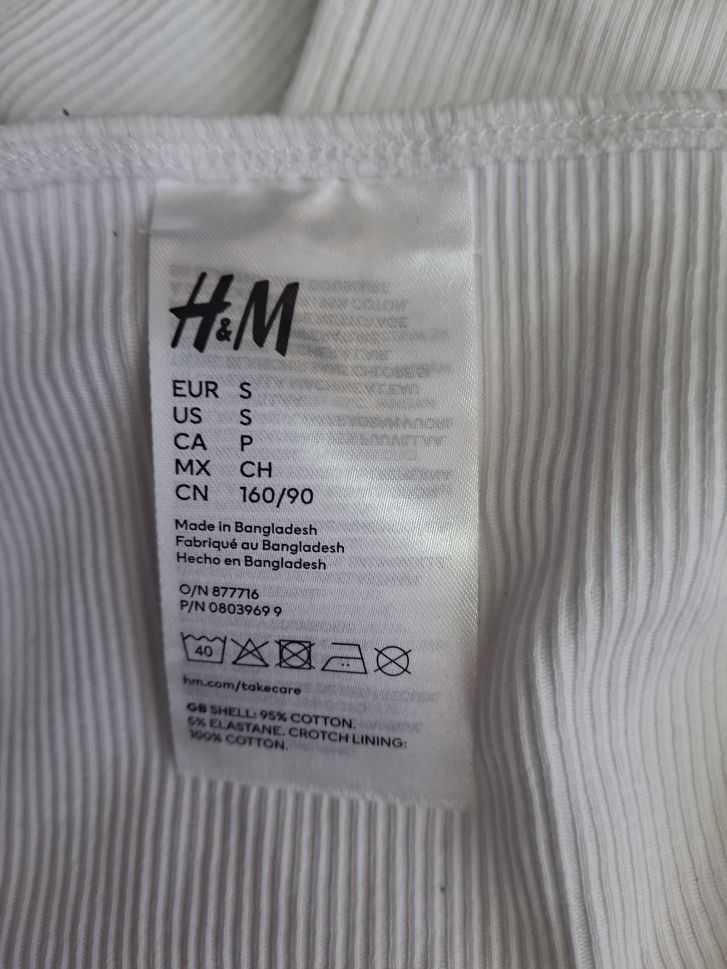 H&M
EUR S
US S
CA P
MX CH
CN 160/90
Made in Bangladesh
Fabriqué au Bangladesh
Hecho en Bangladesh
O/N 877716
P/N 0803969 9
40
hm.com/takecare
GB SHELL: 95% COTTON,
5% ELASTANE. CROTCH LINING:
100% COTTON.